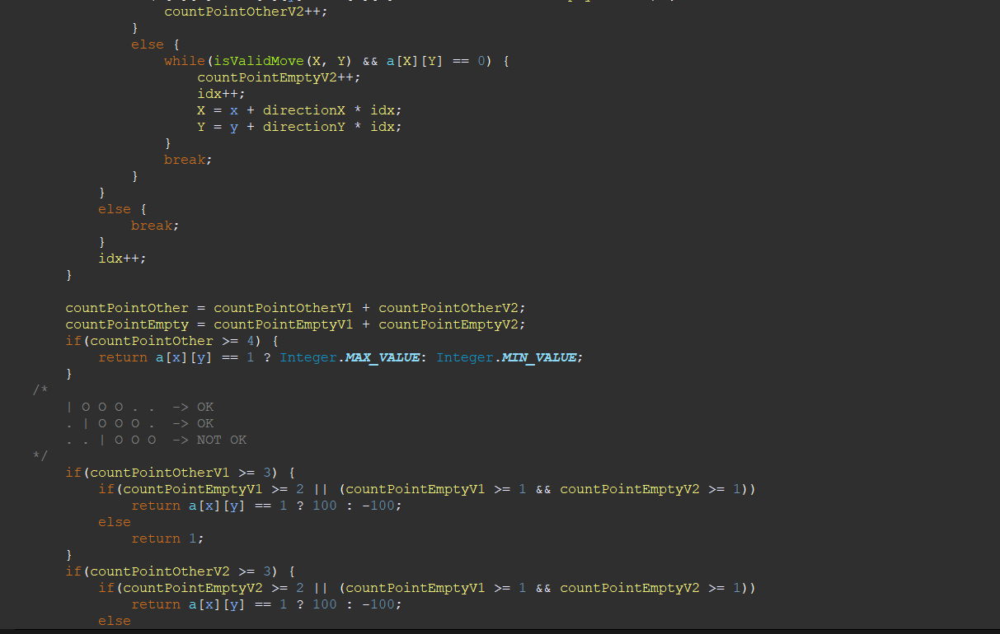 countPointOtherV2++;
}
else {
while(isValidMove(X, Y) && a[X][Y] == 0) {
countPointEmptyV2++;
idx++;
X = x + directionX * idx;
Y = y + directionY * idx;
}
break;
}
}
else {
break;
}
idx++;
}
countPointOther = countPointOtherV1 + countPointOtherV2;
countPointEmpty = countPointEmptyV1 + countPointEmptyV2;
if(countPointOther >= 4) {
return a[x][y] == 1 ? Integer.MAX_VALUE: Integer.MIN_VALUE;
}
/*
| O O O . . -> OK
. | O O O . -> OK
. . | O O O -> NOT OK
*/
if(countPointOtherV1 >= 3) {
if(countPointEmptyV1 >= 2 || (countPointEmptyV1 >= 1 && countPointEmptyV2 >= 1))
return a[x][y] == 1 ? 100 : -100;
else
return 1;
}
if(countPointOtherV2 >= 3) {
if(countPointEmptyV2 >= 2 || (countPointEmptyV1 >= 1 && countPointEmptyV2 >= 1))
return a[x][y] == 1 ? 100 : -100;
else